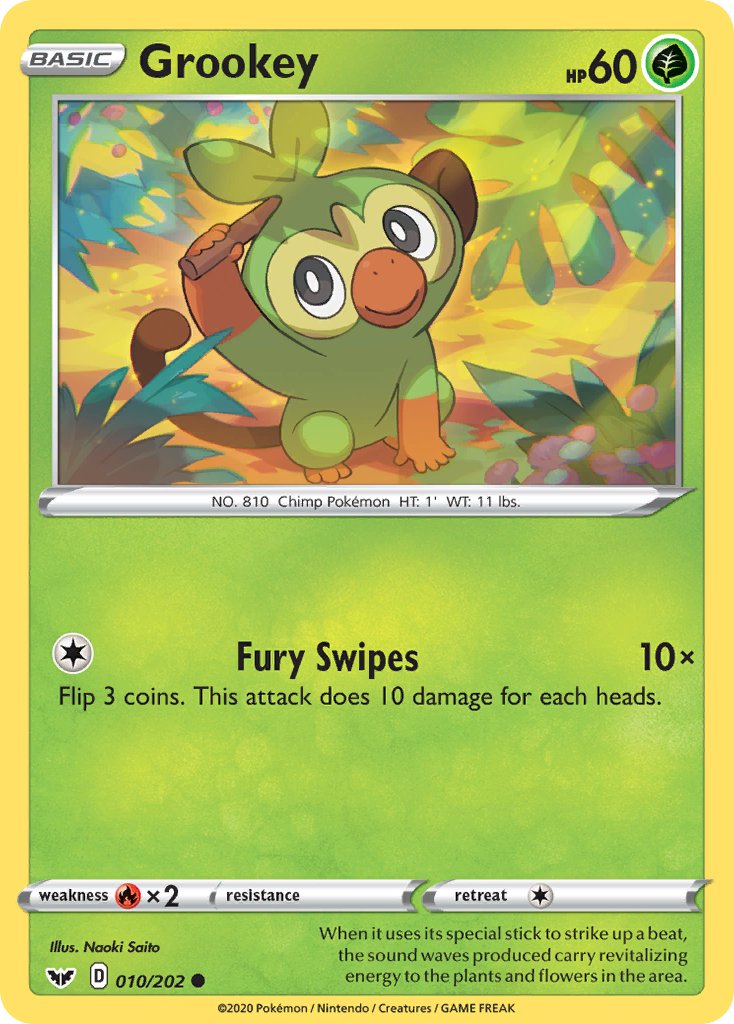 BASIC Grookey HP60
NO. 810 Chimp Pokémon HT: 1' WT: 11 lbs.
Fury Swipes 10×
Flip 3 coins. This attack does 10 damage for each heads.
weakness ×2 resistance retreat
Illus. Naoki Saito
When it uses its special stick to strike up a beat,
the sound waves produced carry revitalizing
energy to the plants and flowers in the area.
D 010/202
©2020 Pokémon / Nintendo / Creatures / GAME FREAK